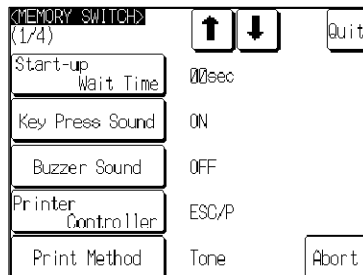 <MEMORY SWITCH>
(1/4)
Quit
Start-up
Wait Time
00sec
Key Press Sound
ON
Buzzer Sound
OFF
Printer
Controller
ESC/P
Print Method
Tone
Abort